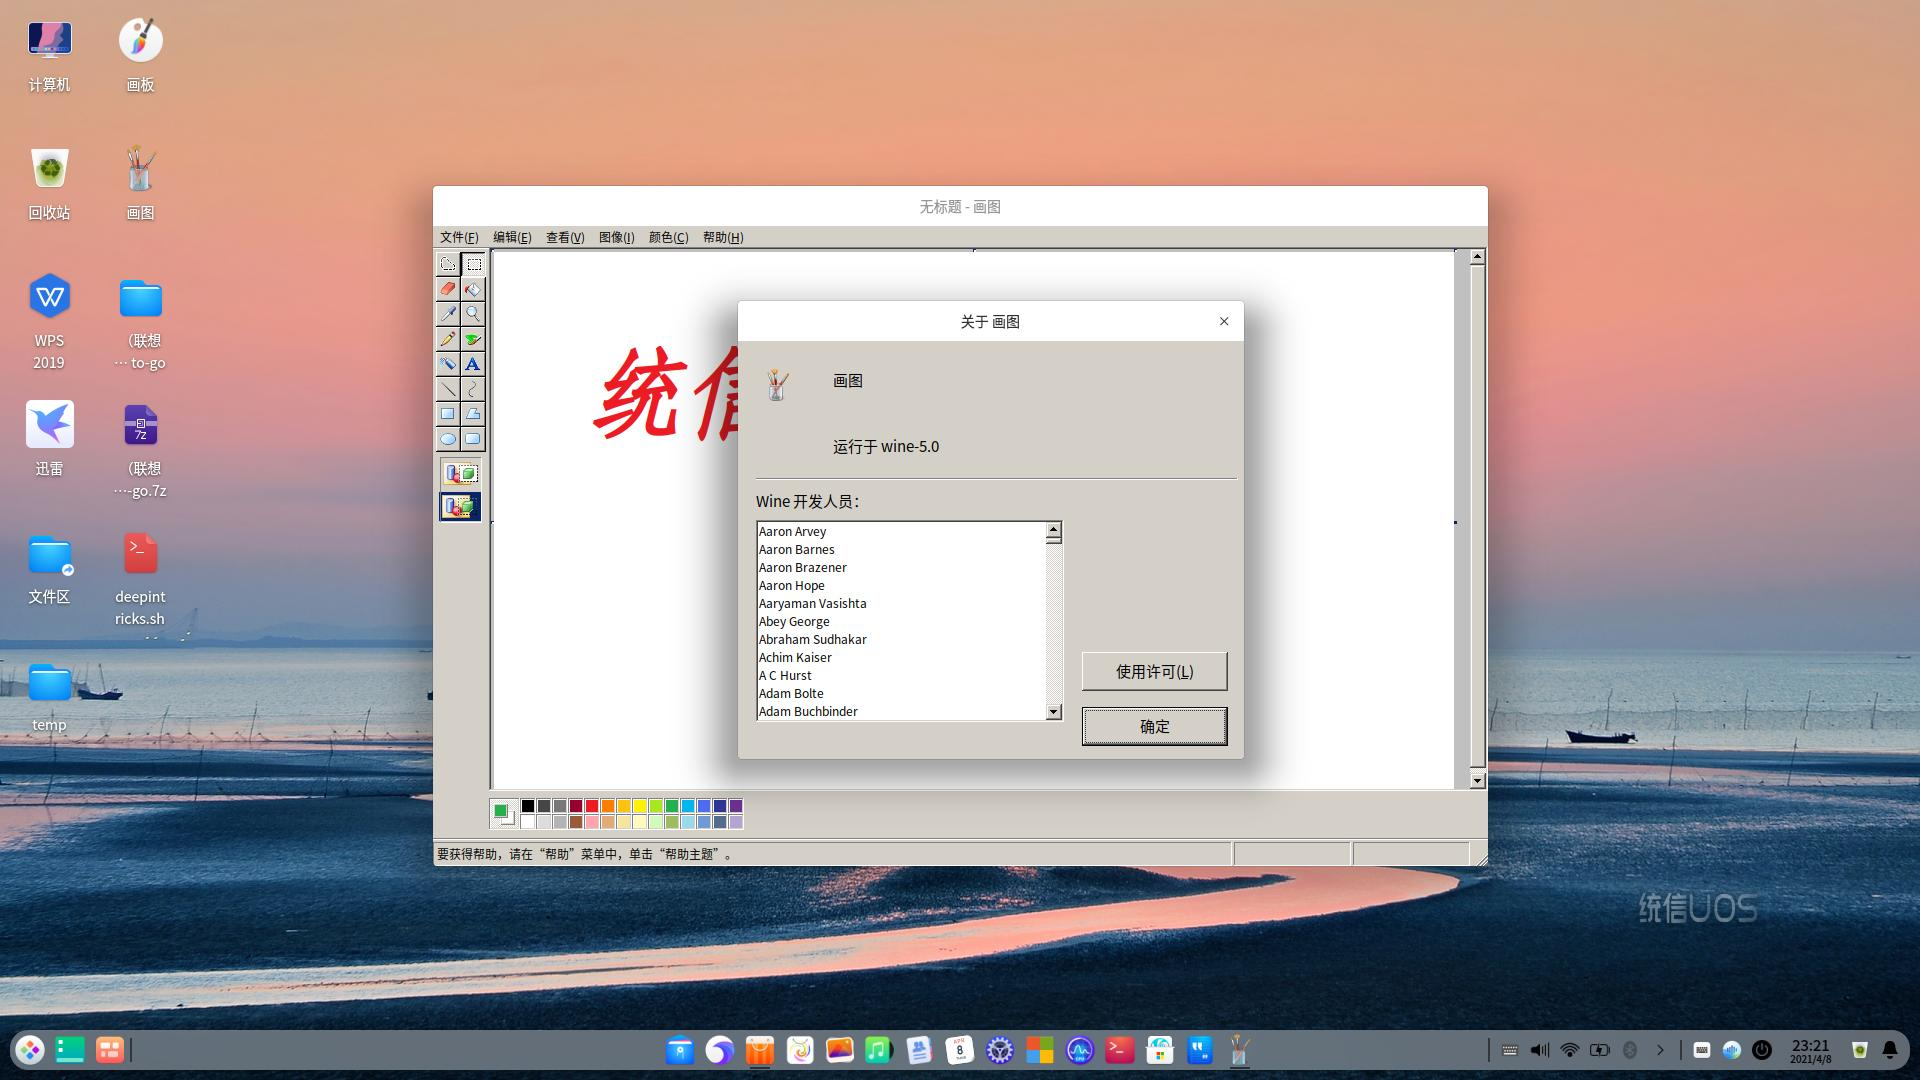 计算机
画板
回收站
画图
WPS
2019
（联想
… to-go
迅雷
（联想
…-go.7z
7z
文件区
deepint
ricks.sh
temp
无标题 - 画图
文件(F) 编辑(E) 查看(V) 图像(I) 颜色(C) 帮助(H)
统信
关于 画图
画图
运行于 wine-5.0
Wine 开发人员：
Aaron Arvey
Aaron Barnes
Aaron Brazener
Aaron Hope
Aaryaman Vasishta
Abey George
Abraham Sudhakar
Achim Kaiser
A C Hurst
Adam Bolte
Adam Buchbinder
使用许可(L)
确定
要获得帮助，请在“帮助”菜单中，单击“帮助主题”。
统信UOS
APR
8
23:21
2021/4/8